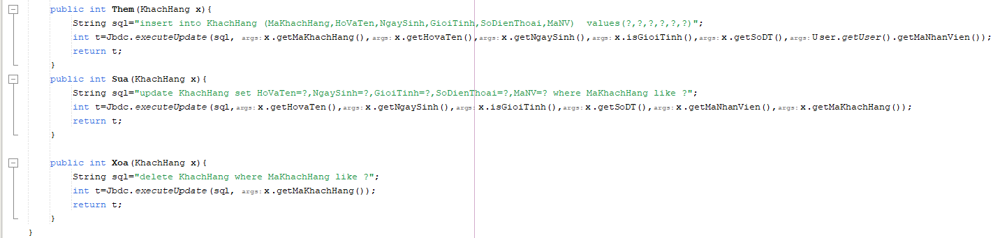 public int Them(KhachHang x){
String sql="insert into KhachHang (MaKhachHang,HoVaTen,NgaySinh,GioiTinh,SoDienThoai,MaNV)  values(?,?,?,?,?,?)";
int t=Jbdc.executeUpdate(sql, args: x.getMaKhachHang(),args: x.getHovaTen(),args: x.getNgaySinh(),args: x.isGioiTinh(),args: x.getSoDT(),args: User.getUser().getMaNhanVien());
return t;
}
public int Sua(KhachHang x){
String sql="update KhachHang set HoVaTen=?,NgaySinh=?,GioiTinh=?,SoDienThoai=?,MaNV=? where MaKhachHang like ?";
int t=Jbdc.executeUpdate(sql,args: x.getHovaTen(),args: x.getNgaySinh(),args: x.isGioiTinh(),args: x.getSoDT(),args: x.getMaNhanVien(),args: x.getMaKhachHang());
return t;
}
public int Xoa(KhachHang x){
String sql="delete KhachHang where MaKhachHang like ?";
int t=Jbdc.executeUpdate(sql, args: x.getMaKhachHang());
return t;
}
}